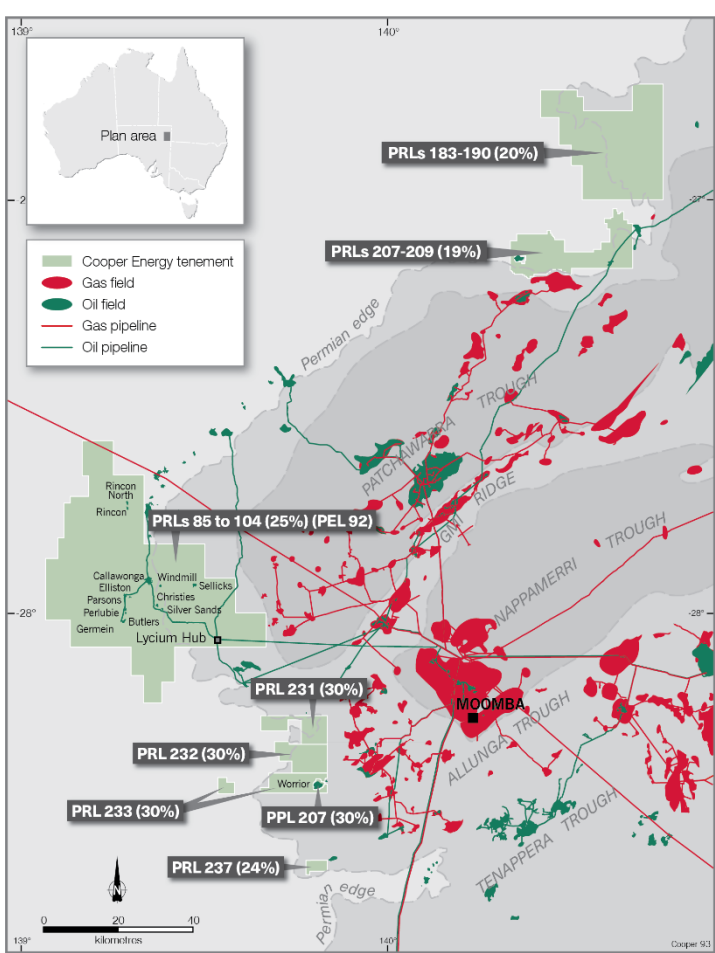 139°
140°
Plan area
PRLs 183-190 (20%)
-27°
PRLs 207-209 (19%)
Cooper Energy tenement
Gas field
Oil field
Gas pipeline
Oil pipeline
Permian edge
PATCHAWARRA TROUGH
GMI RIDGE
NAPPAMERRI TROUGH
Rincon
North
Rincon
PRLs 85 to 104 (25%) (PEL 92)
Callawonga
Windmill
Elliston
Sellicks
Parsons
Christies
Perlubie
Silver Sands
Butlers
Germein
Lycium Hub
-28°
-28°
PRL 231 (30%)
MOOMBA
ALLUNGA TROUGH
PRL 232 (30%)
Worrior
PRL 233 (30%)
PPL 207 (30%)
TENAPPERA TROUGH
PRL 237 (24%)
Permian edge
N
0 20 40
kilometres
139°
140°
Cooper 93